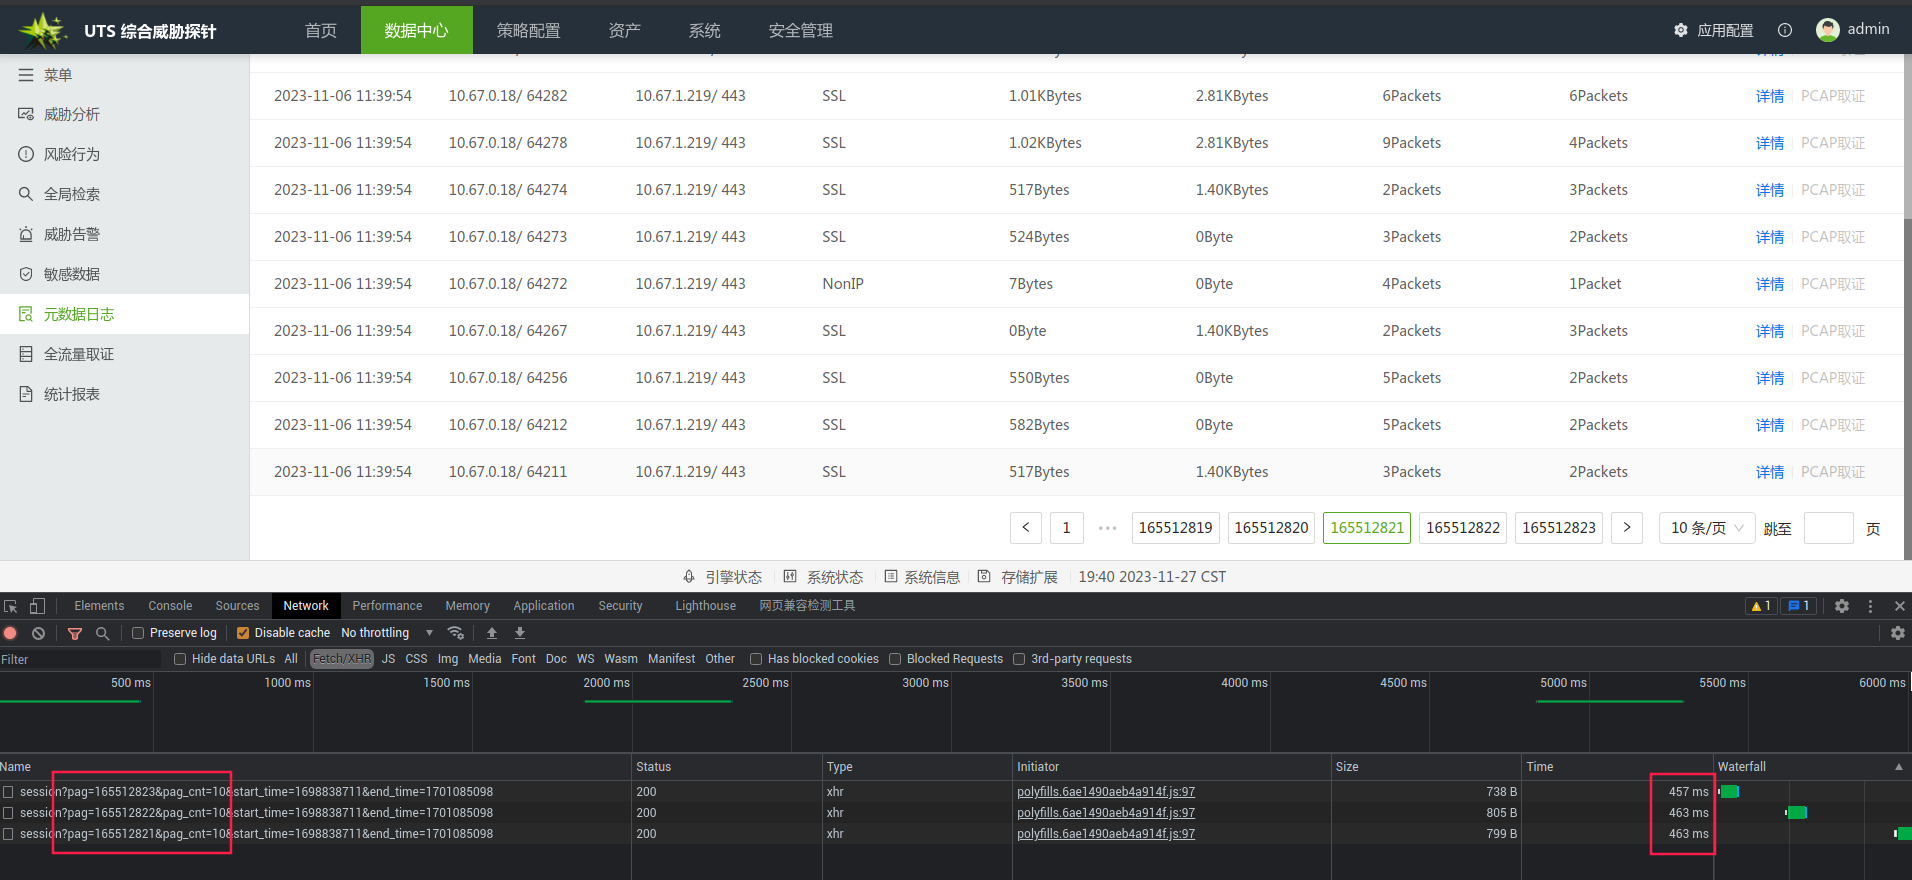 UTS 综合威胁探针 首页 数据中心 策略配置 资产 系统 安全管理 应用配置 admin
菜单
威胁分析
风险行为
全局检索
威胁告警
敏感数据
元数据日志
全流量取证
统计报表
2023-11-06 11:39:54 10.67.0.18/ 64282 10.67.1.219/ 443 SSL 1.01KBytes 2.81KBytes 6Packets 6Packets 详情 PCAP取证
2023-11-06 11:39:54 10.67.0.18/ 64278 10.67.1.219/ 443 SSL 1.02KBytes 2.81KBytes 9Packets 4Packets 详情 PCAP取证
2023-11-06 11:39:54 10.67.0.18/ 64274 10.67.1.219/ 443 SSL 517Bytes 1.40KBytes 2Packets 3Packets 详情 PCAP取证
2023-11-06 11:39:54 10.67.0.18/ 64273 10.67.1.219/ 443 SSL 524Bytes 0Byte 3Packets 2Packets 详情 PCAP取证
2023-11-06 11:39:54 10.67.0.18/ 64272 10.67.1.219/ 443 NonIP 7Bytes 0Byte 4Packets 1Packet 详情 PCAP取证
2023-11-06 11:39:54 10.67.0.18/ 64267 10.67.1.219/ 443 SSL 0Byte 1.40KBytes 2Packets 3Packets 详情 PCAP取证
2023-11-06 11:39:54 10.67.0.18/ 64256 10.67.1.219/ 443 SSL 550Bytes 0Byte 5Packets 2Packets 详情 PCAP取证
2023-11-06 11:39:54 10.67.0.18/ 64212 10.67.1.219/ 443 SSL 582Bytes 0Byte 5Packets 2Packets 详情 PCAP取证
2023-11-06 11:39:54 10.67.0.18/ 64211 10.67.1.219/ 443 SSL 517Bytes 1.40KBytes 3Packets 2Packets 详情 PCAP取证
< 1 ••• 165512819 165512820 165512821 165512822 165512823 > 10 条/页 跳至 页
引擎状态 系统状态 系统信息 存储扩展 19:40 2023-11-27 CST
Elements Console Sources Network Performance Memory Application Security Lighthouse 网页兼容检测工具 1 1
Preserve log Disable cache No throttling
Filter Hide data URLs All Fetch/XHR JS CSS Img Media Font Doc WS Wasm Manifest Other Has blocked cookies Blocked Requests 3rd-party requests
500 ms 1000 ms 1500 ms 2000 ms 2500 ms 3000 ms 3500 ms 4000 ms 4500 ms 5000 ms 5500 ms 6000 ms
Name Status Type Initiator Size Time Waterfall
session?pag=165512823&pag_cnt=10&start_time=1698838711&end_time=1701085098 200 xhr polyfills.6ae1490aeb4a914f.js:97 738 B 457 ms
session?pag=165512822&pag_cnt=10&start_time=1698838711&end_time=1701085098 200 xhr polyfills.6ae1490aeb4a914f.js:97 805 B 463 ms
session?pag=165512821&pag_cnt=10&start_time=1698838711&end_time=1701085098 200 xhr polyfills.6ae1490aeb4a914f.js:97 799 B 463 ms